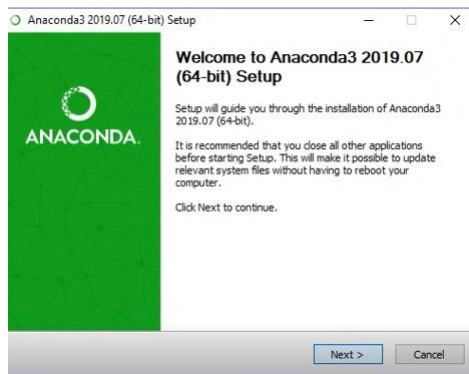 Anaconda3 2019.07 (64-bit) Setup
ANACONDA.
Welcome to Anaconda3 2019.07
(64-bit) Setup
Setup will guide you through the installation of Anaconda3
2019.07 (64-bit).
It is recommended that you close all other applications
before starting Setup. This will make it possible to update
relevant system files without having to reboot your
computer.
Click Next to continue.
Next >
Cancel